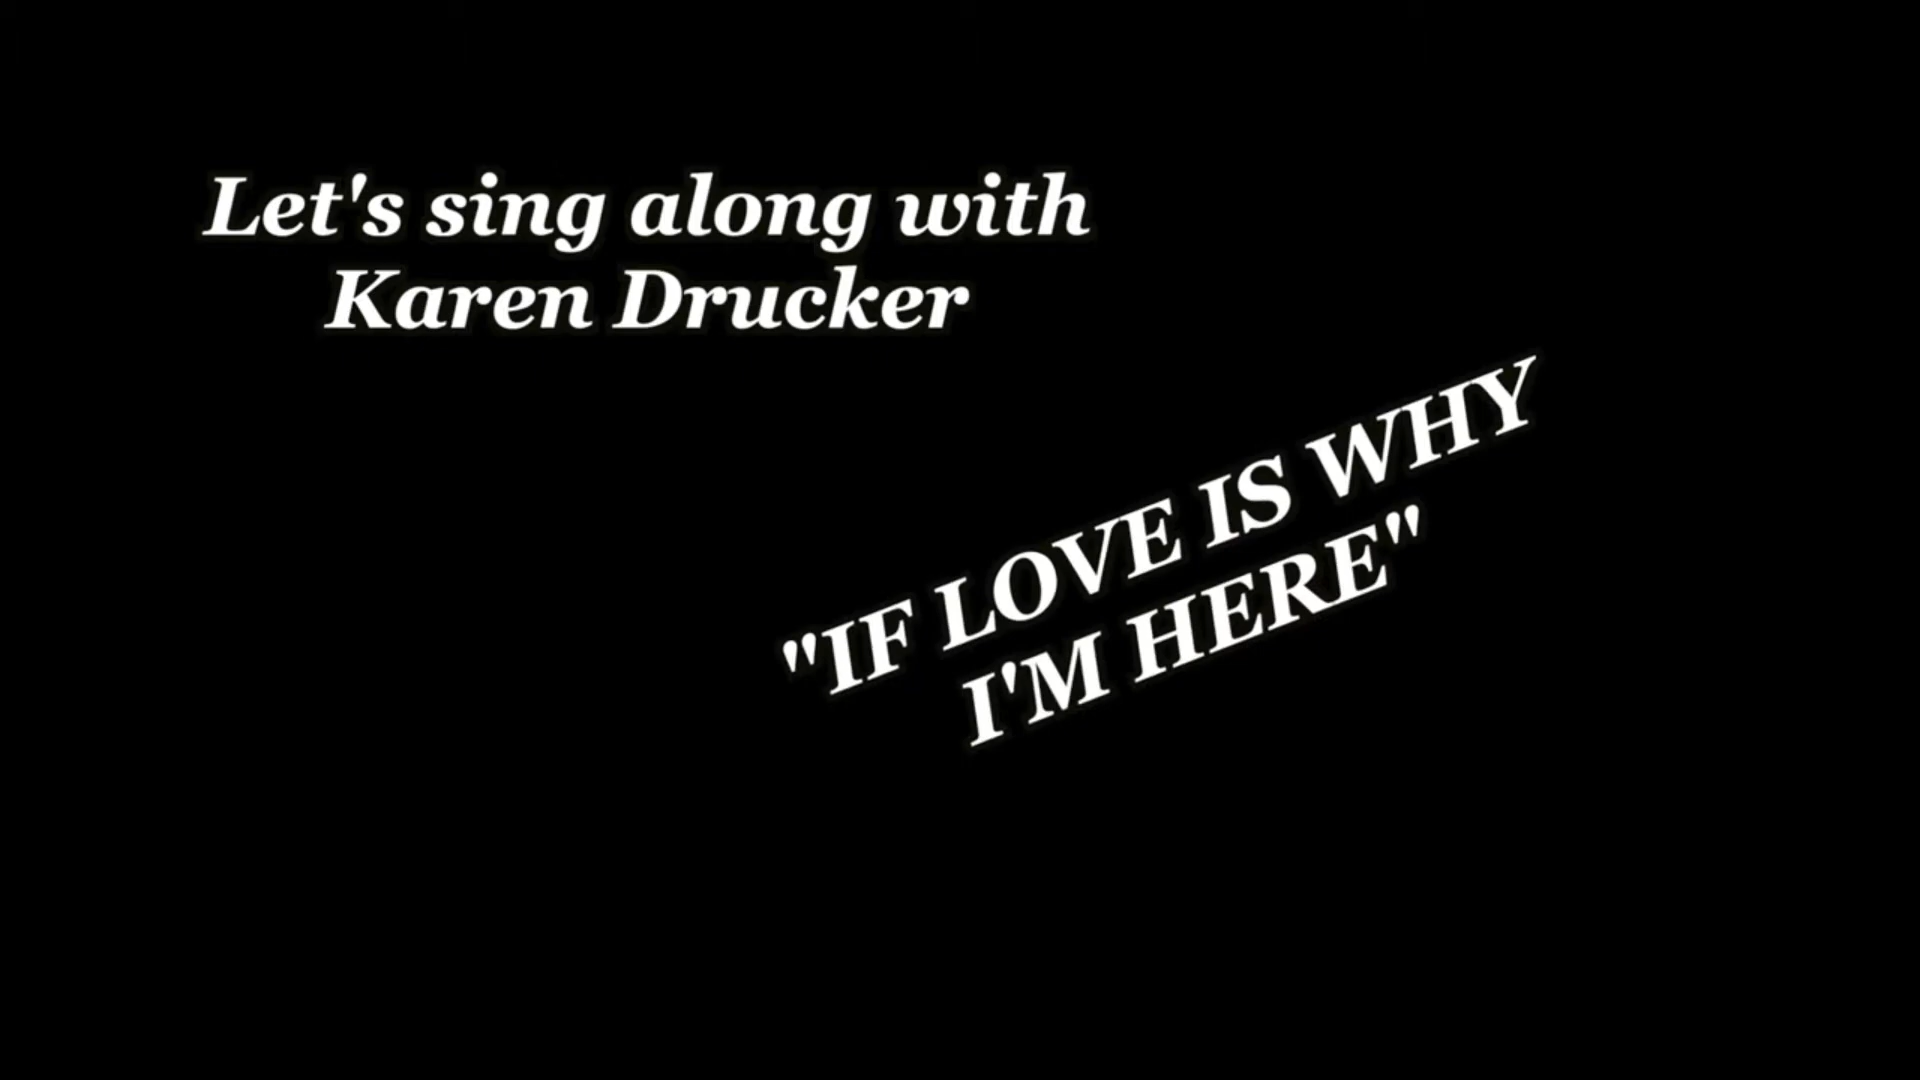 Let's sing along with
Karen Drucker
"IF LOVE IS WHY
I'M HERE"